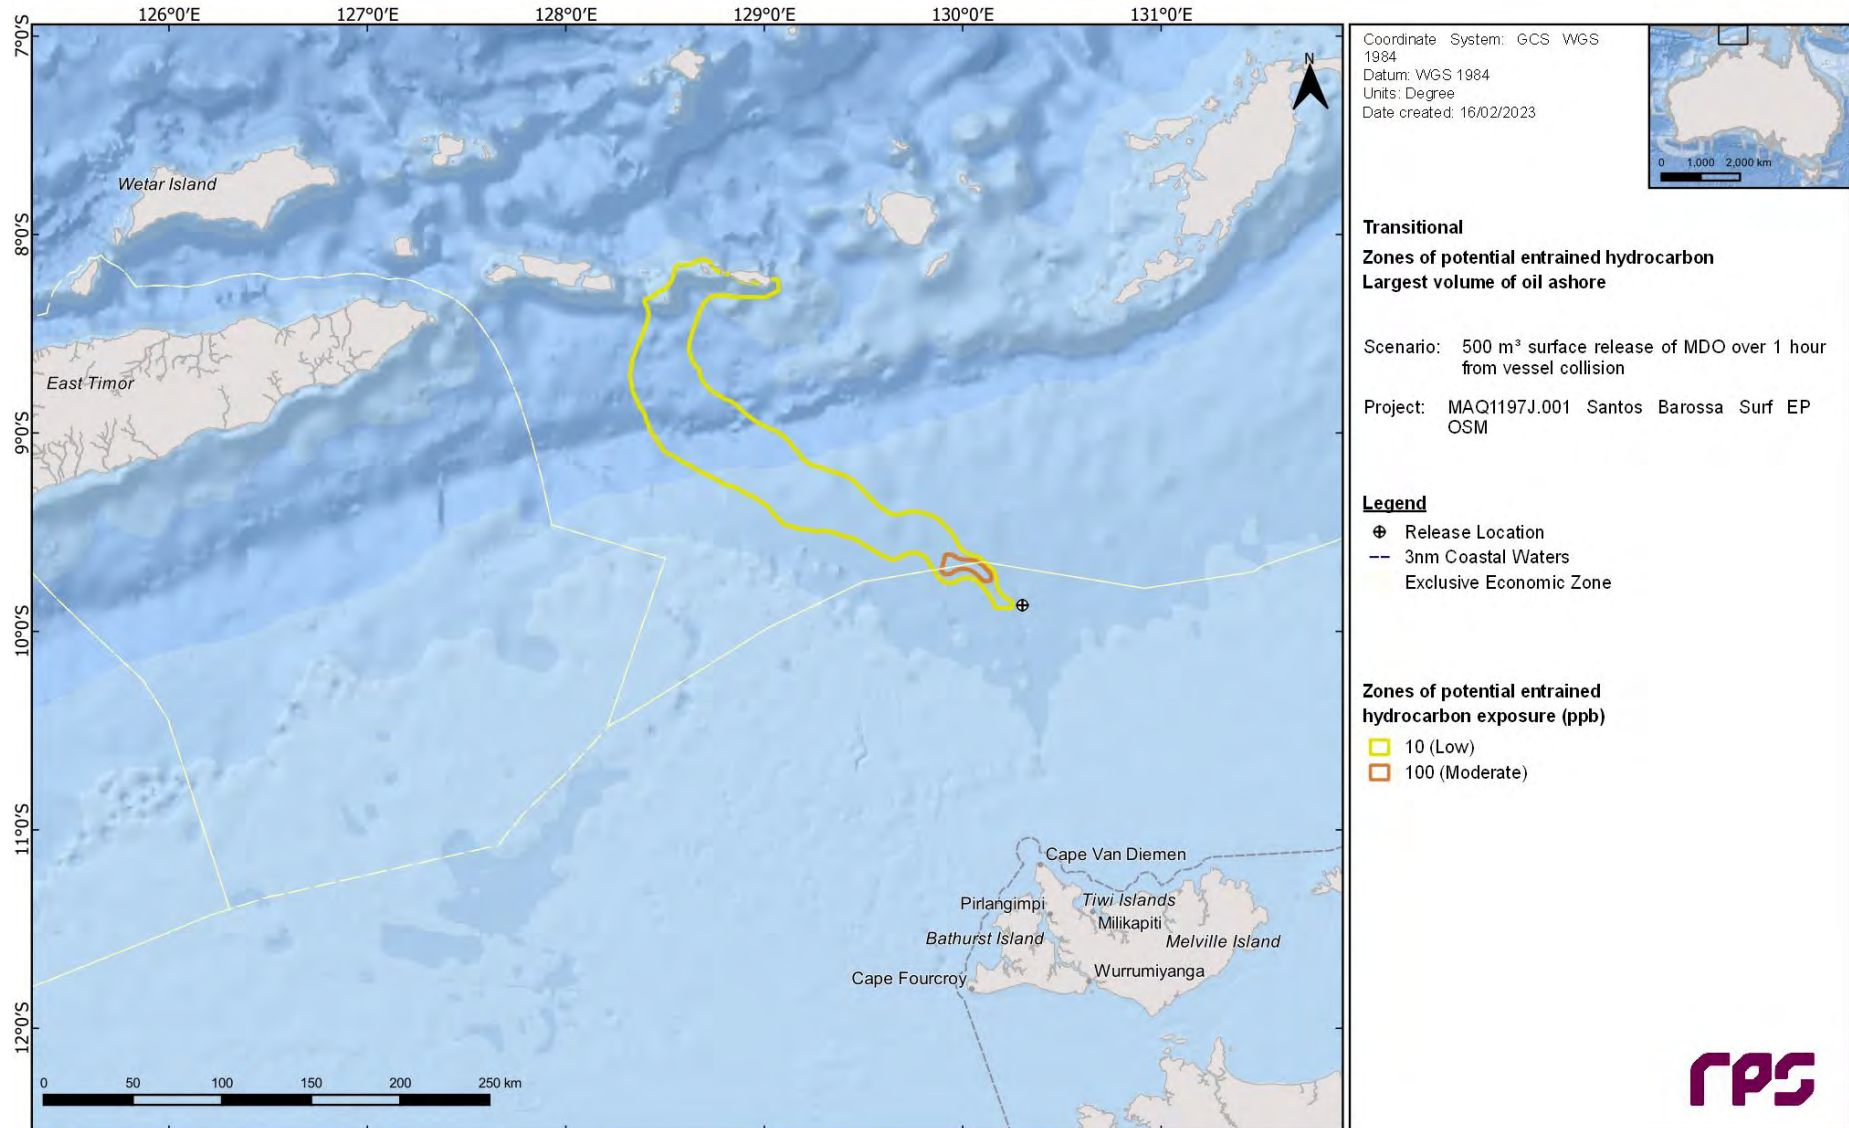 126°0'E
127°0'E
128°0'E
129°0'E
130°0'E
131°0'E
7°0'S
8°0'S
9°0'S
10°0'S
11°0'S
12°0'S
N
Wetar Island
East Timor
Cape Van Diemen
Pirlangimpi
Tiwi Islands
Milikapiti
Bathurst Island
Melville Island
Cape Fourcroy
Wurrumiyanga
0 50 100 150 200 250 km
Coordinate System: GCS WGS
1984
Datum: WGS 1984
Units: Degree
Date created: 16/02/2023
0 1,000 2,000 km
Transitional
Zones of potential entrained hydrocarbon
Largest volume of oil ashore
Scenario: 500 m³ surface release of MDO over 1 hour
from vessel collision
Project: MAQ1197J.001 Santos Barossa Surf EP
OSM
Legend
Release Location
3nm Coastal Waters
Exclusive Economic Zone
Zones of potential entrained
hydrocarbon exposure (ppb)
10 (Low)
100 (Moderate)
rps